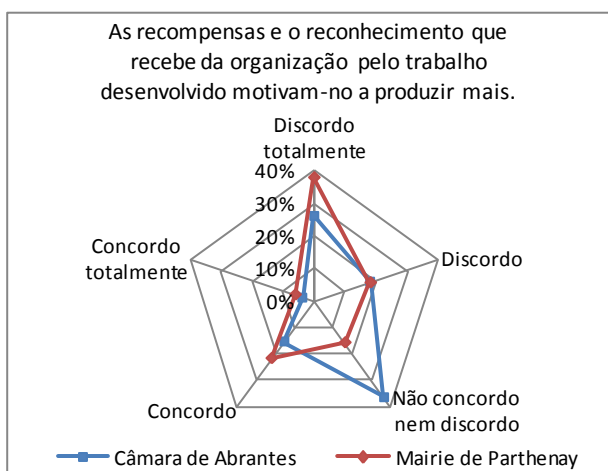 As recompensas e o reconhecimento que
recebe da organização pelo trabalho
desenvolvido motivam-no a produzir mais.
Discordo
totalmente
40%
30%
20%
10%
0%
Concordo
totalmente
Discordo
Concordo
Não concordo
nem discordo
Câmara de Abrantes
Mairie de Parthenay